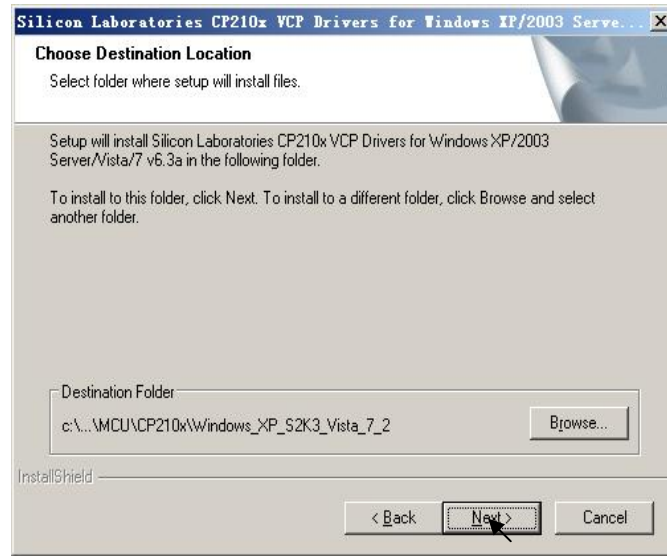 Silicon Laboratories CP210x VCP Drivers for Windows XP/2003 Serve...
Choose Destination Location
Select folder where setup will install files.
Setup will install Silicon Laboratories CP210x VCP Drivers for Windows XP/2003
Server/Vista/7 v6.3a in the following folder.
To install to this folder, click Next. To install to a different folder, click Browse and select
another folder.
Destination Folder
c:\...\MCU\CP210x\Windows_XP_S2K3_Vista_7_2
Browse...
InstallShield
< Back
Next >
Cancel